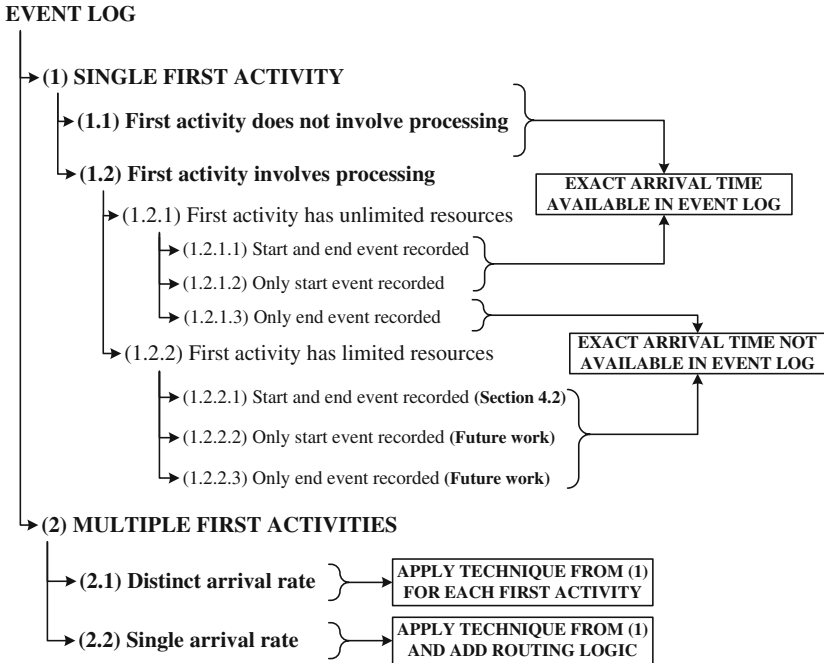 EVENT LOG
(1) SINGLE FIRST ACTIVITY
(1.1) First activity does not involve processing
(1.2) First activity involves processing
EXACT ARRIVAL TIME
AVAILABLE IN EVENT LOG
(1.2.1) First activity has unlimited resources
(1.2.1.1) Start and end event recorded
(1.2.1.2) Only start event recorded
(1.2.1.3) Only end event recorded
EXACT ARRIVAL TIME NOT
AVAILABLE IN EVENT LOG
(1.2.2) First activity has limited resources
(1.2.2.1) Start and end event recorded (Section 4.2)
(1.2.2.2) Only start event recorded (Future work)
(1.2.2.3) Only end event recorded (Future work)
(2) MULTIPLE FIRST ACTIVITIES
(2.1) Distinct arrival rate
APPLY TECHNIQUE FROM (1)
FOR EACH FIRST ACTIVITY
(2.2) Single arrival rate
APPLY TECHNIQUE FROM (1)
AND ADD ROUTING LOGIC